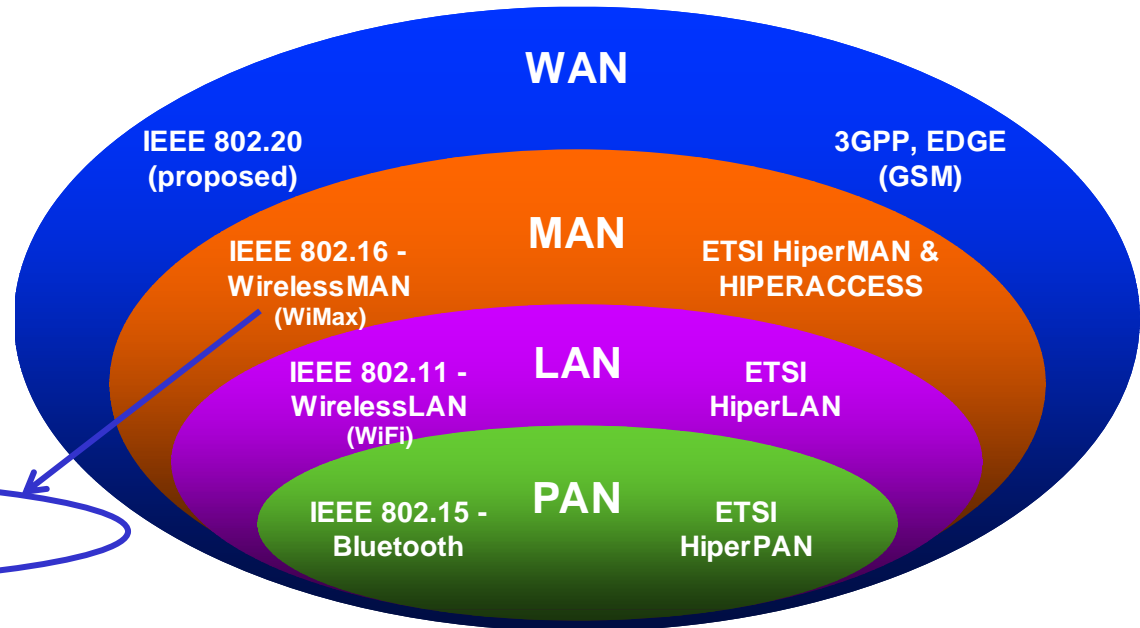 WAN
IEEE 802.20
(proposed)
3GPP, EDGE
(GSM)
MAN
IEEE 802.16 -
WirelessMAN
(WiMax)
ETSI HiperMAN &
HIPERACCESS
LAN
IEEE 802.11 -
WirelessLAN
(WiFi)
ETSI
HiperLAN
PAN
IEEE 802.15 -
Bluetooth
ETSI
HiperPAN